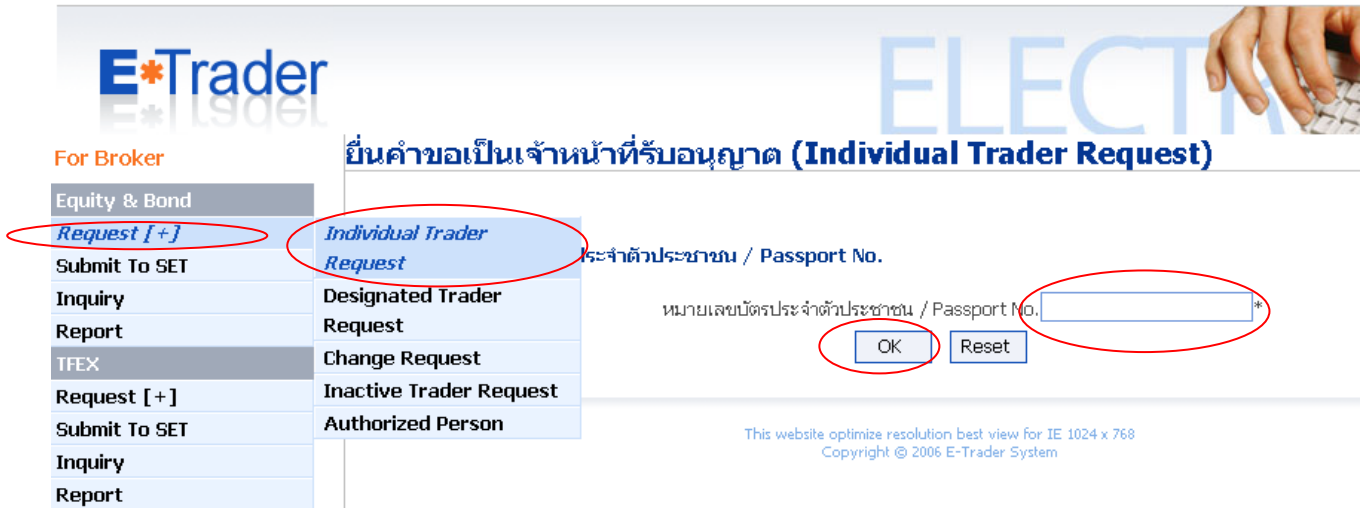 E*Trader
ELECTR
For Broker
ยื่นคำขอเป็นเจ้าหน้าที่รับอนุญาต (Individual Trader Request)
Equity & Bond
Request [+]
Submit To SET
Inquiry
Report
TFEX
Request [+]
Submit To SET
Inquiry
Report
Individual Trader
Request
Designated Trader
Request
Change Request
Inactive Trader Request
Authorized Person
ประจำตัวประชาชน / Passport No.
หมายเลขบัตรประจำตัวประชาชน / Passport No. *
OK Reset
This website optimize resolution best view for IE 1024 x 768
Copyright © 2006 E-Trader System